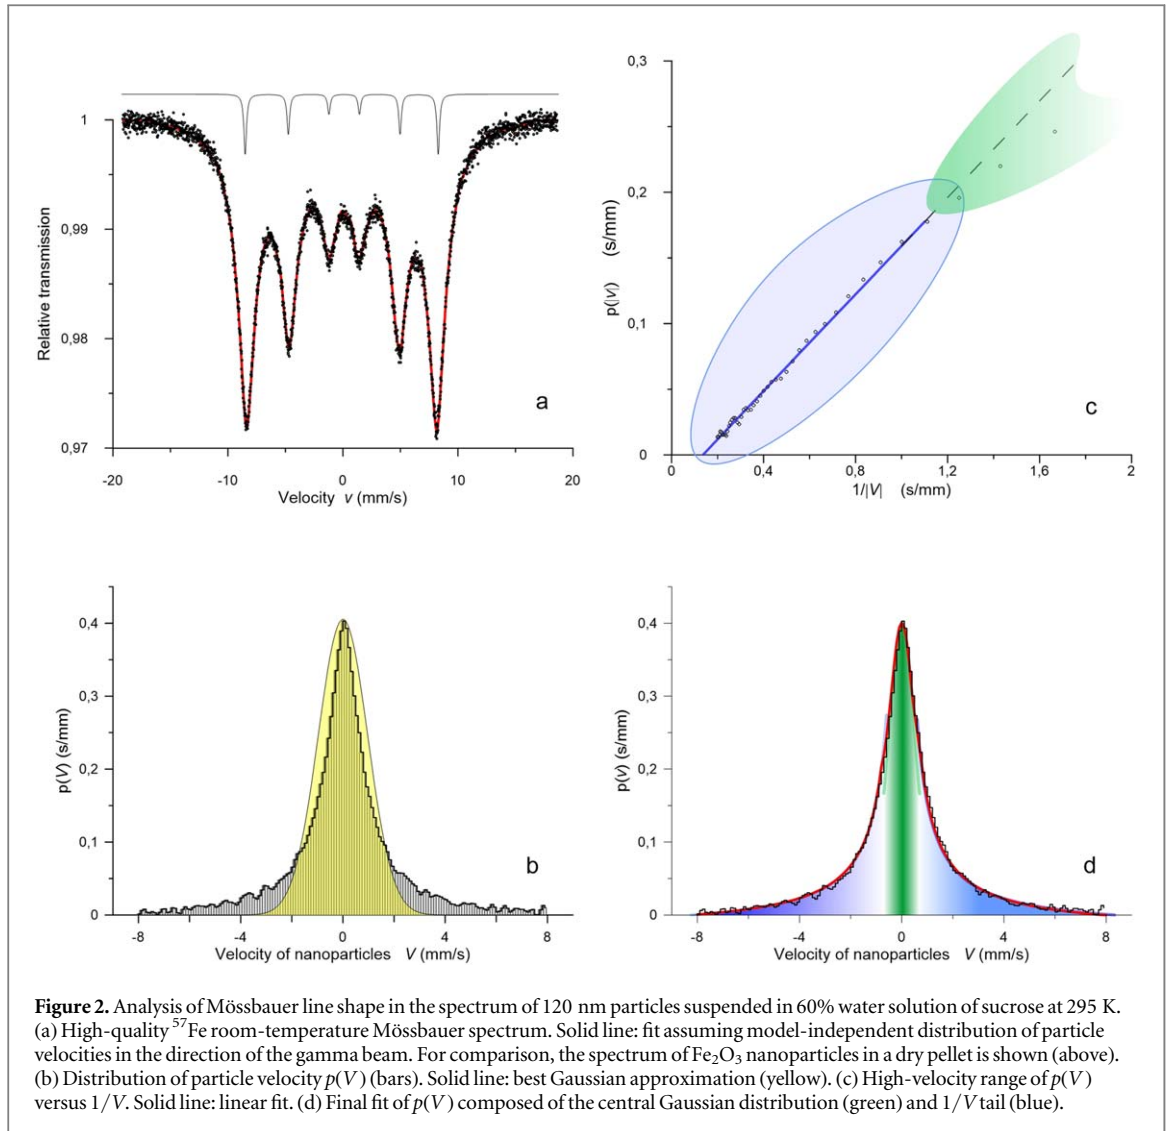 1
0,99
0,98
0,97
Relative transmission
-20
-10
0
10
20
Velocity v (mm/s)
a
0,3
0,2
0,1
0
p(|v|) (s/mm)
0
0,4
0,8
1,2
1,6
2
1/|V| (s/mm)
c
0,4
0,3
0,2
0,1
0
p(V) (s/mm)
-8
-4
0
4
8
Velocity of nanoparticles V (mm/s)
b
0,4
0,3
0,2
0,1
0
p(v) (s/mm)
-8
-4
0
4
8
Velocity of nanoparticles V (mm/s)
d
Figure 2. Analysis of Mössbauer line shape in the spectrum of 120 nm particles suspended in 60% water solution of sucrose at 295 K.
(a) High-quality ⁵⁷Fe room-temperature Mössbauer spectrum. Solid line: fit assuming model-independent distribution of particle
velocities in the direction of the gamma beam. For comparison, the spectrum of Fe₂O₃ nanoparticles in a dry pellet is shown (above).
(b) Distribution of particle velocity p(V) (bars). Solid line: best Gaussian approximation (yellow). (c) High-velocity range of p(V)
versus 1/V. Solid line: linear fit. (d) Final fit of p(V) composed of the central Gaussian distribution (green) and 1/V tail (blue).